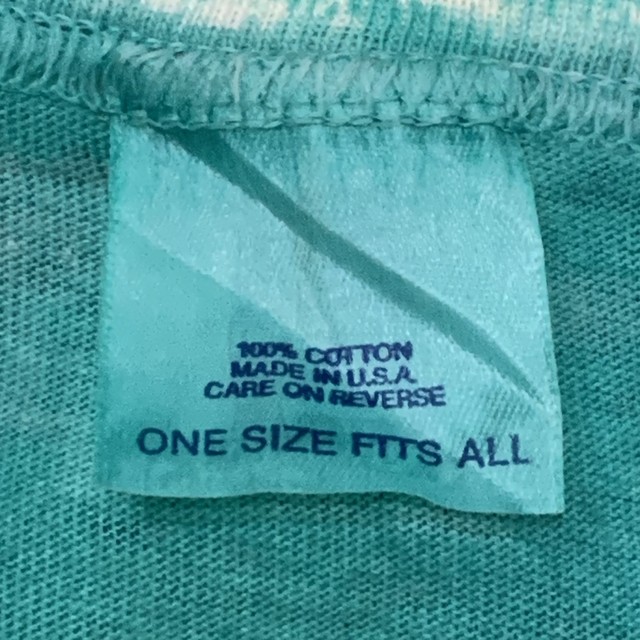 100% COTTON
MADE IN U.S.A.
CARE ON REVERSE
ONE SIZE FITS ALL